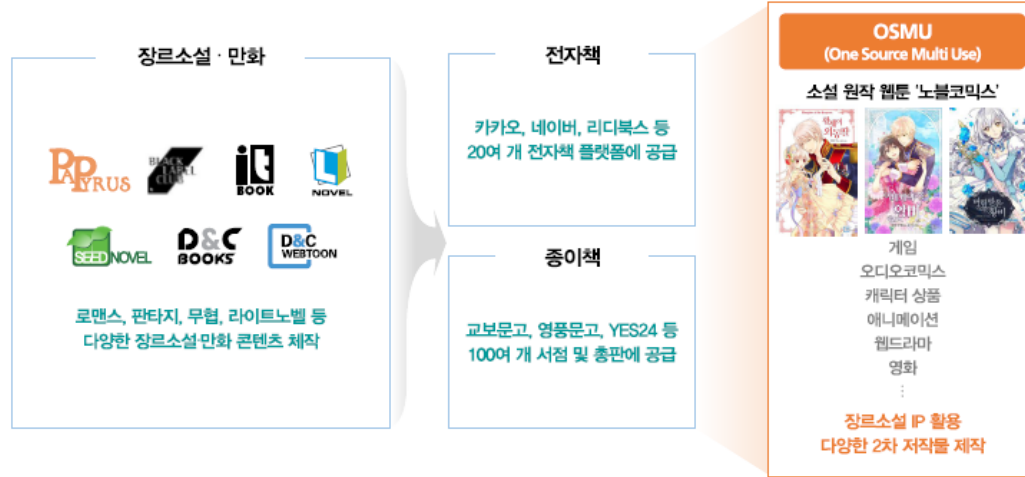 장르소설 · 만화
PAPYRUS
BLACK LABEL CLUB
it BOOK
L NOVEL
SEED NOVEL
D&C BOOKS
D&C WEBTOON
로맨스, 판타지, 무협, 라이트노벨 등
다양한 장르소설·만화 콘텐츠 체작
전자책
카카오, 네이버, 리디북스 등
20여 개 전자책 플랫폼에 공급
종이책
교보문고, 영풍문고, YES24 등
100여 개 서점 및 총판에 공급
OSMU
(One Source Multi Use)
소설 원작 웹툰 '노블코믹스'
게임
오디오코믹스
캐릭터 상품
애니메이션
웹드라마
영화
⋮
장르소설 IP 활용
다양한 2차 저작물 제작